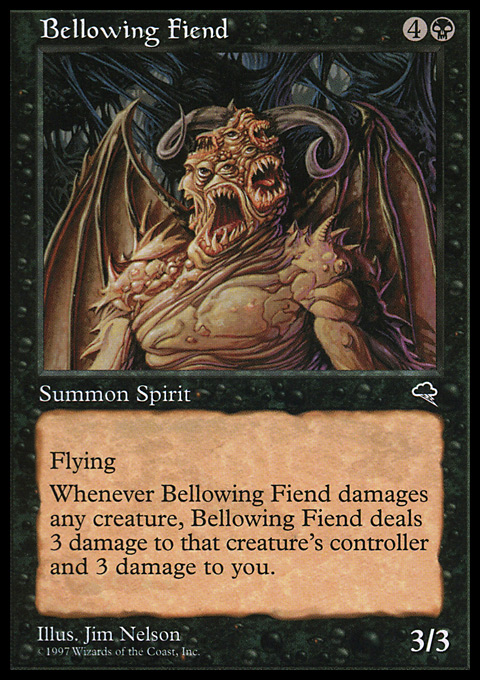 Bellowing Fiend 4
Summon Spirit
Flying
Whenever Bellowing Fiend damages
any creature, Bellowing Fiend deals
3 damage to that creature's controller
and 3 damage to you.
Illus. Jim Nelson
©1997 Wizards of the Coast, Inc.
3/3